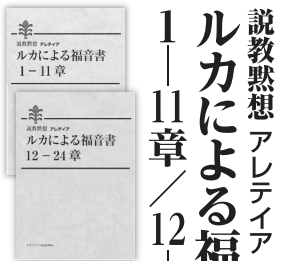 説教黙想 アレテイア
ルカによる福音書
1－11章
説教黙想 アレテイア
ルカによる福音書
12－24章
説教黙想 アレテイア
ルカによる福
1―11章／12